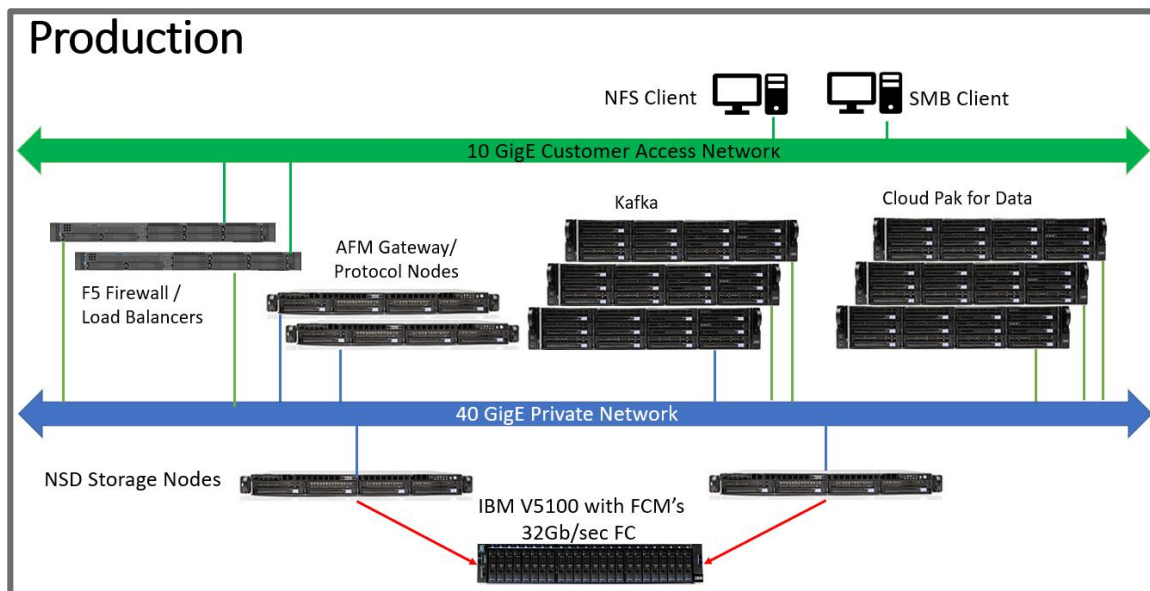 Production
NFS Client
SMB Client
10 GigE Customer Access Network
Kafka
Cloud Pak for Data
AFM Gateway/
Protocol Nodes
F5 Firewall /
Load Balancers
40 GigE Private Network
NSD Storage Nodes
IBM V5100 with FCM's
32Gb/sec FC